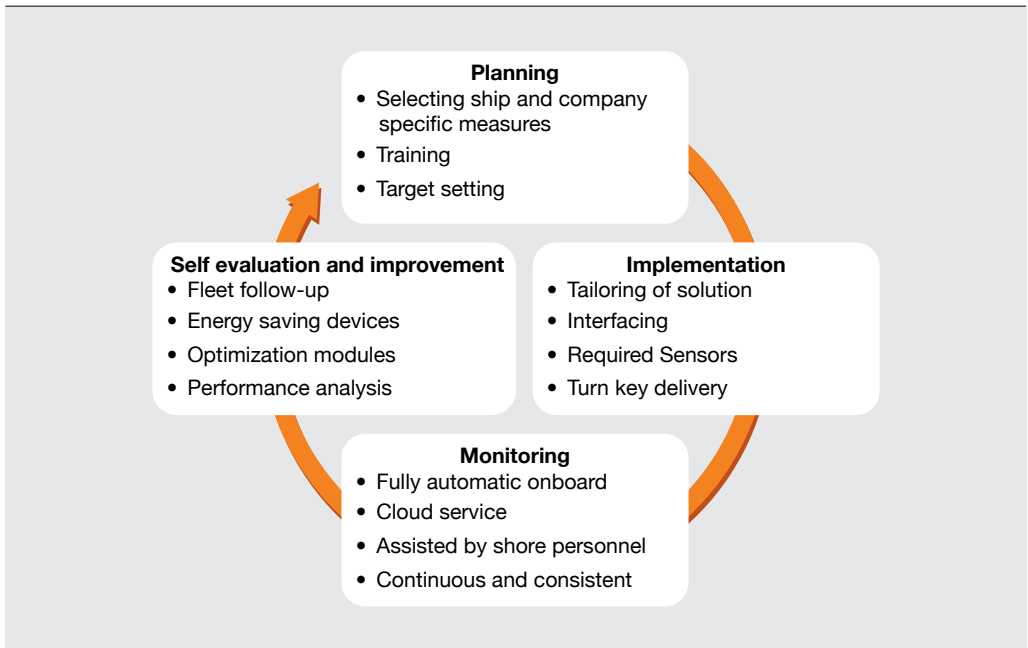 Planning
• Selecting ship and company
specific measures
• Training
• Target setting
Self evaluation and improvement
• Fleet follow-up
• Energy saving devices
• Optimization modules
• Performance analysis
Implementation
• Tailoring of solution
• Interfacing
• Required Sensors
• Turn key delivery
Monitoring
• Fully automatic onboard
• Cloud service
• Assisted by shore personnel
• Continuous and consistent